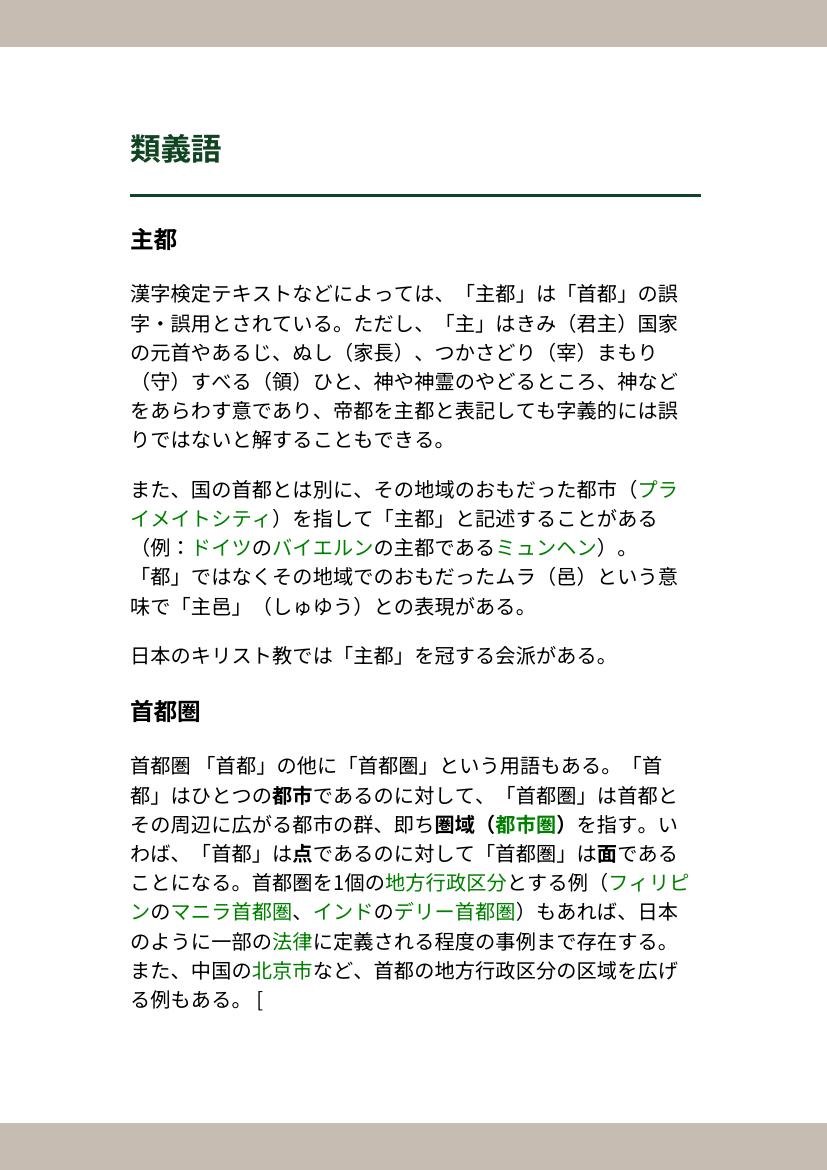 類義語
主都
漢字検定テキストなどによっては、「主都」は「首都」の誤
字・誤用とされている。ただし、「主」はきみ（君主）国家
の元首やあるじ、ぬし（家長）、つかさどり（宰）まもり
（守）すべる（領）ひと、神や神霊のやどるところ、神など
をあらわす意であり、帝都を主都と表記しても字義的には誤
りではないと解することもできる。
また、国の首都とは別に、その地域のおもだった都市（プラ
イメイトシティ）を指して「主都」と記述することがある
（例：ドイツのバイエルンの主都であるミュンヘン）。
「都」ではなくその地域でのおもだったムラ（邑）という意
味で「主邑」（しゅゆう）との表現がある。
日本のキリスト教では「主都」を冠する会派がある。
首都圏
首都圏 「首都」の他に「首都圏」という用語もある。「首
都」はひとつの都市であるのに対して、「首都圏」は首都と
その周辺に広がる都市の群、即ち圏域（都市圏）を指す。い
わば、「首都」は点であるのに対して「首都圏」は面である
ことになる。首都圏を1個の地方行政区分とする例（フィリピ
ンのマニラ首都圏、インドのデリー首都圏）もあれば、日本
のように一部の法律に定義される程度の事例まで存在する。
また、中国の北京市など、首都の地方行政区分の区域を広げ
る例もある。 [